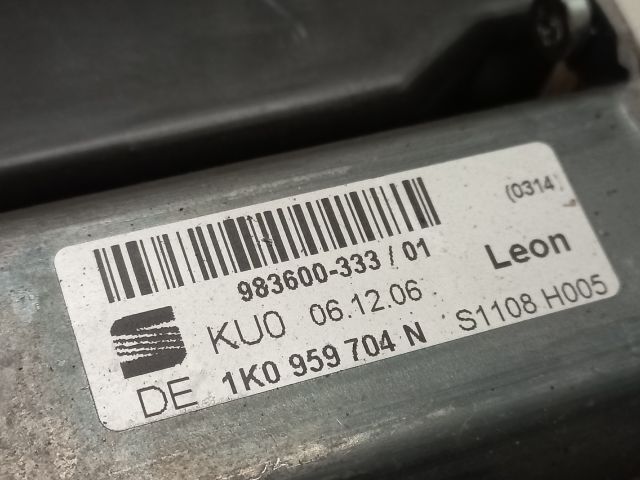 (0314)
983600-333 / 01
Leon
KU0 06.12.06 S1108 H005
DE 1K0 959 704 N